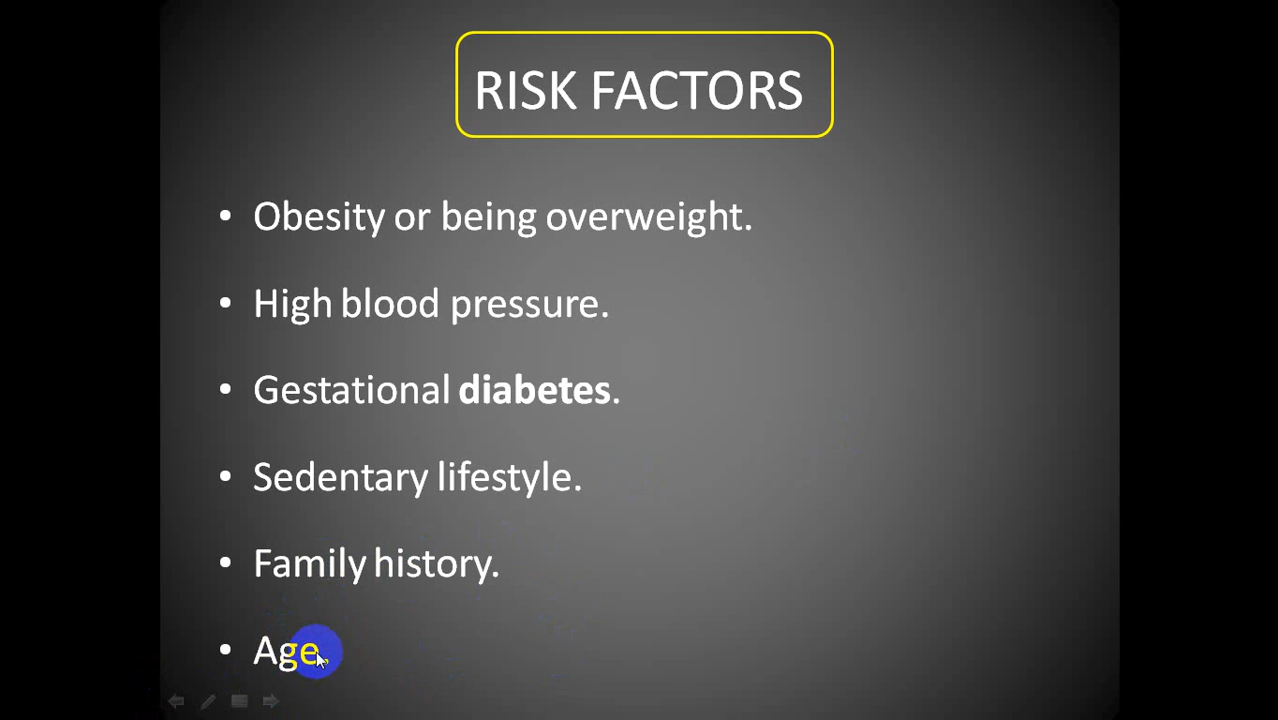 RISK FACTORS
• Obesity or being overweight.
• High blood pressure.
• Gestational diabetes.
• Sedentary lifestyle.
• Family history.
• Age.